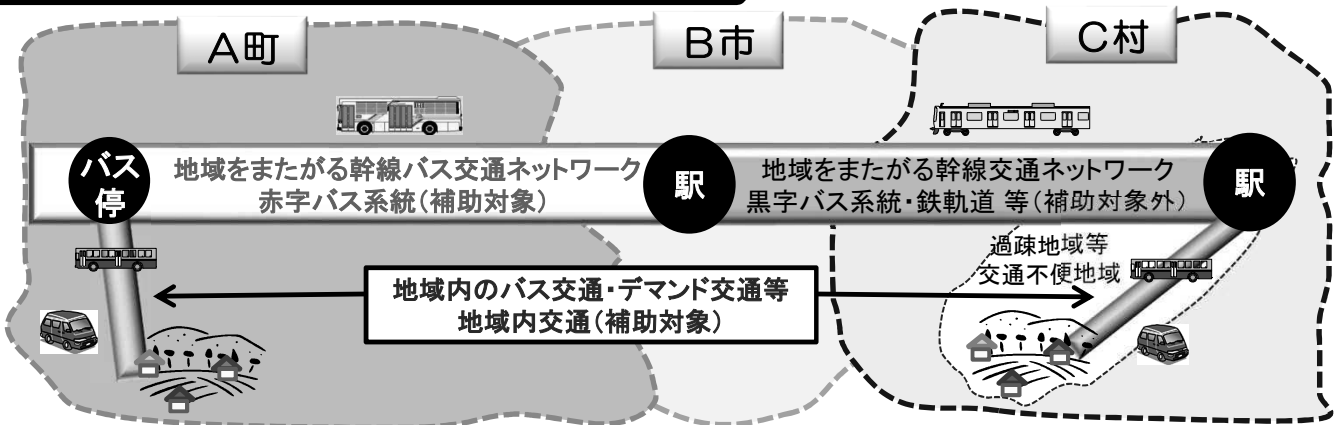 A町
B市
C村
バス
停
地域をまたがる幹線バス交通ネットワーク
赤字バス系統(補助対象)
駅
地域をまたがる幹線交通ネットワーク
黒字バス系統・鉄軌道 等(補助対象外)
駅
過疎地域等
交通不便地域
地域内のバス交通・デマンド交通等
地域内交通(補助対象)